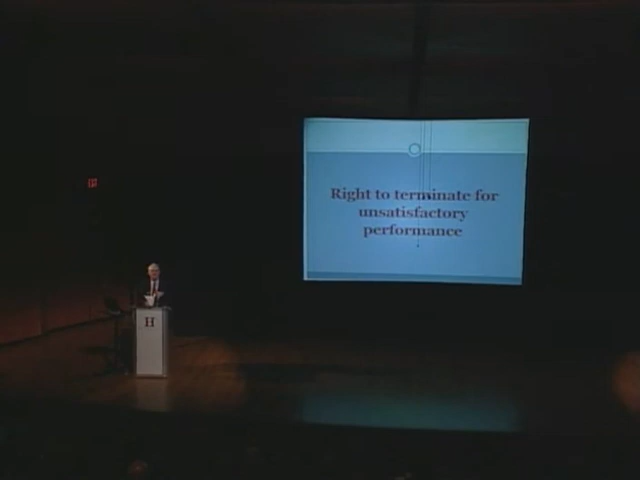 Right to terminate for
unsatisfactory
performance
H